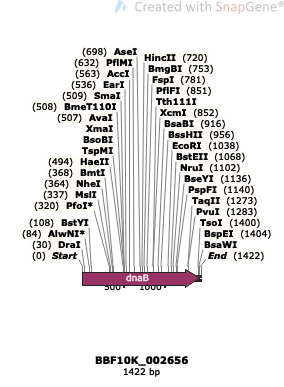 Created with SnapGene®
(698) AseI
(632) PflMI
(563) AccI
(536) EarI
(509) SmaI
(508) BmeT110I
(507) AvaI
XmaI
BsoBI
TspMI
(494) HaeII
(368) BmtI
(364) NheI
(337) MslI
(320) PfoI*
(108) BstYI
(84) AlwNI*
(30) DraI
(0) Start
HincII (720)
BmgBI (753)
FspI (781)
PflFI (851)
Tth111I
XcmI (852)
BsaBI (916)
BssHII (956)
EcoRI (1038)
BstEII (1068)
NruI (1102)
BseYI (1136)
PspFI (1140)
TaqII (1273)
PvuI (1283)
TsoI (1400)
BspEI (1404)
BsaWI
End (1422)
dnaB
500
1000
BBF10K_002656
1422 bp